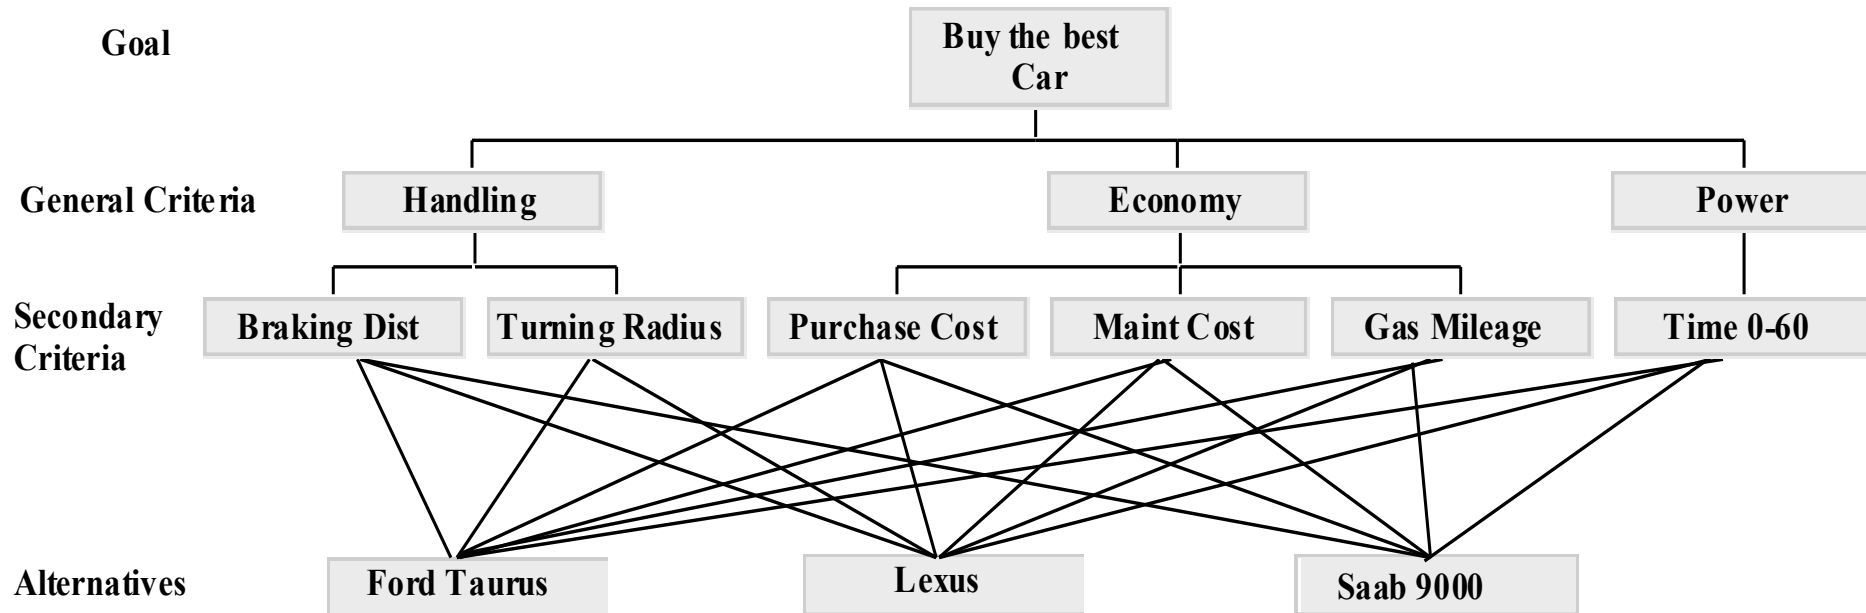 Goal
Buy the best
Car
General Criteria
Handling
Economy
Power
Secondary
Criteria
Braking Dist
Turning Radius
Purchase Cost
Maint Cost
Gas Mileage
Time 0-60
Alternatives
Ford Taurus
Lexus
Saab 9000